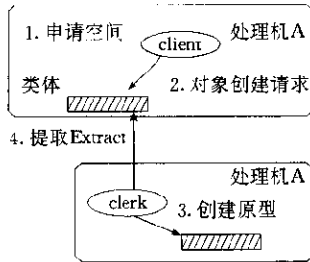 1. 申请空间
client
处理机A
类体
2. 对象创建请求
4. 提取Extract
处理机A
clerk
3. 创建原型